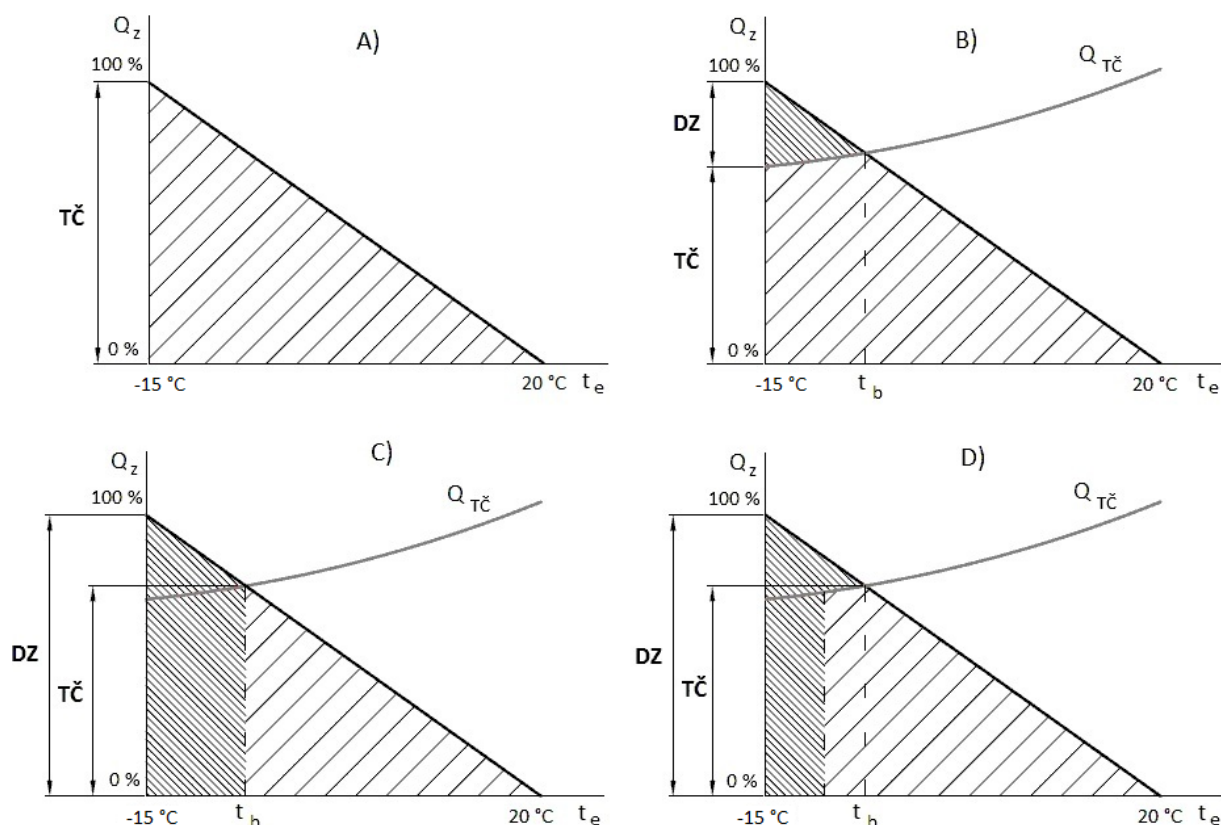 Q z
A)
100 %
TČ
0 %
-15 °C
20 °C
t e
Q z
B)
Q TČ
100 %
DZ
TČ
0 %
-15 °C
t b
20 °C
t e
Q z
C)
Q TČ
100 %
DZ
TČ
0 %
-15 °C
t b
20 °C
t e
Q z
D)
Q TČ
100 %
DZ
TČ
0 %
-15 °C
t b
20 °C
t e